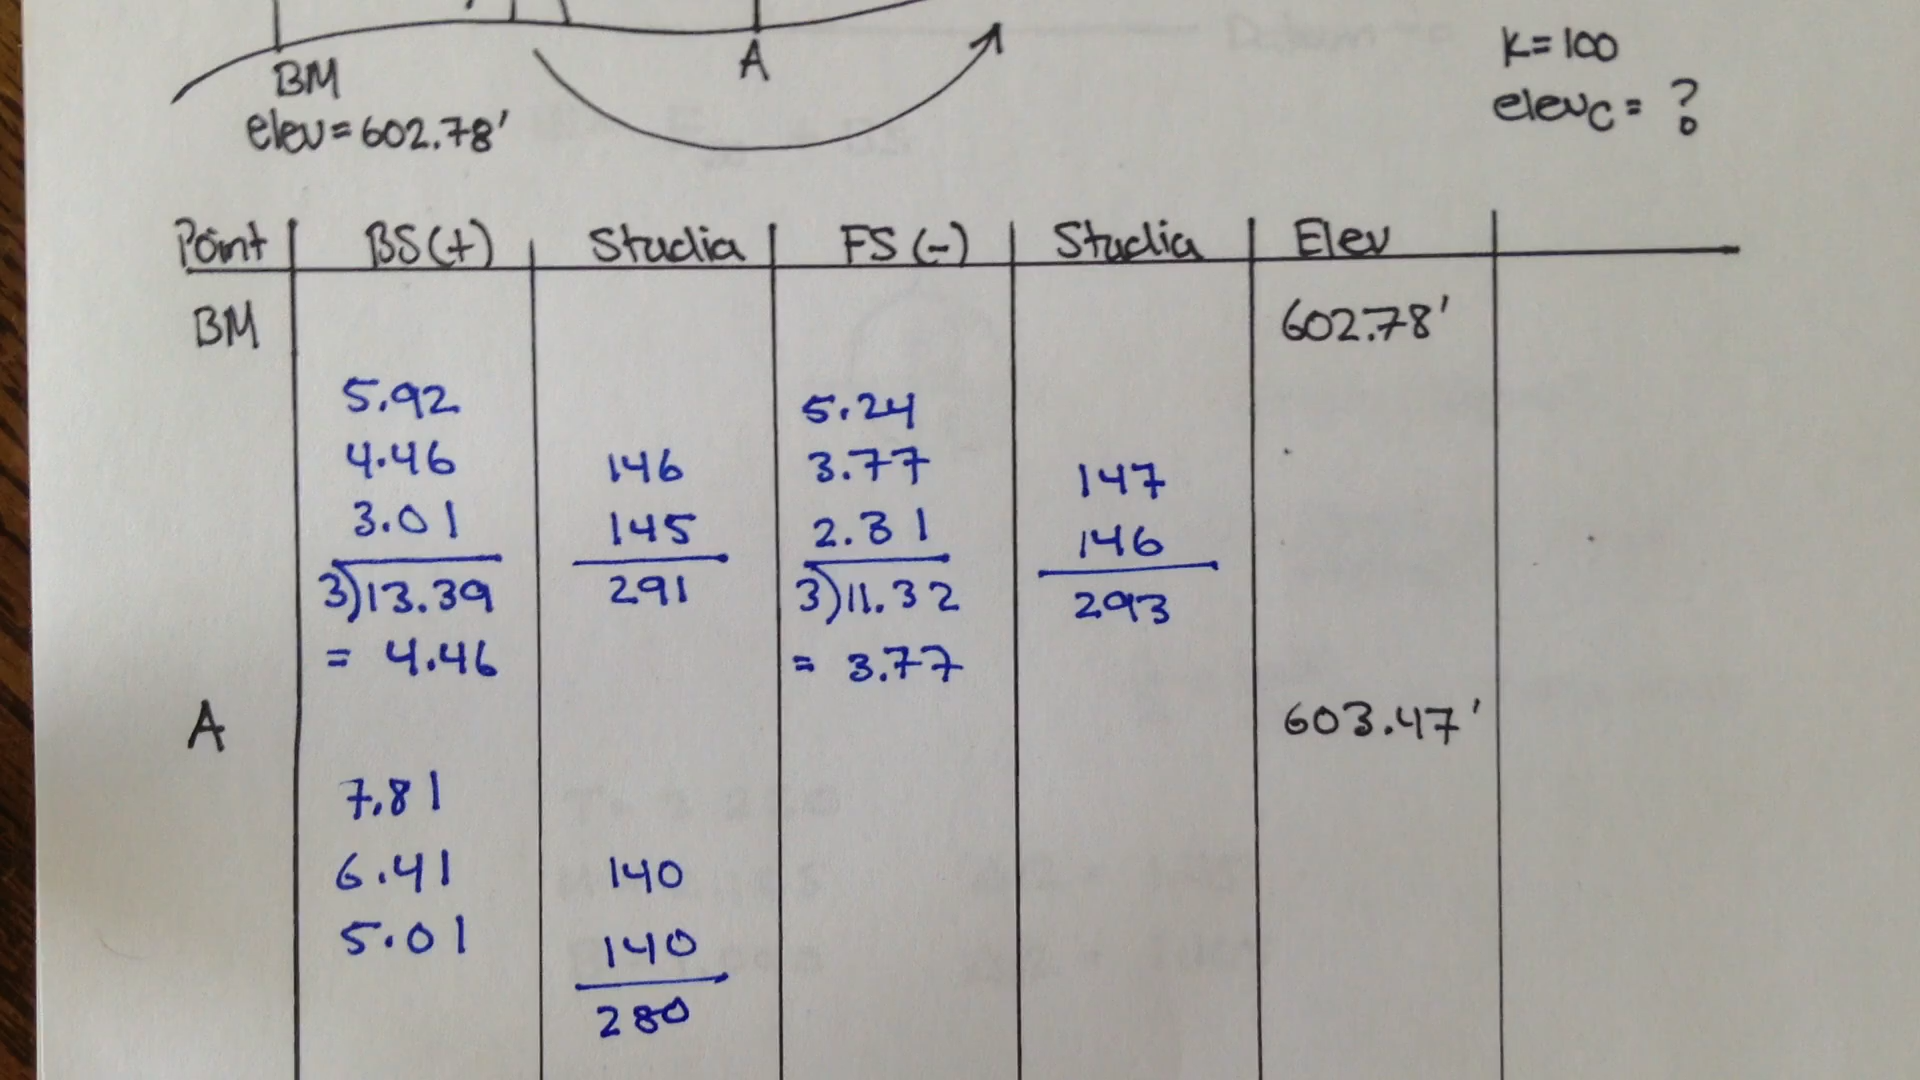 A
BM
elev = 602.78'
K = 100
elev C = ?
Point BS (+) Stadia FS (-) Stadia Elev
BM 602.78'
5.92 5.24
4.46 146 3.77 147
3.01 145 2.31 146
3)13.39 291 3)11.32 293
= 4.46 = 3.77
A 603.47'
7.81
6.41 140
5.01 140
280